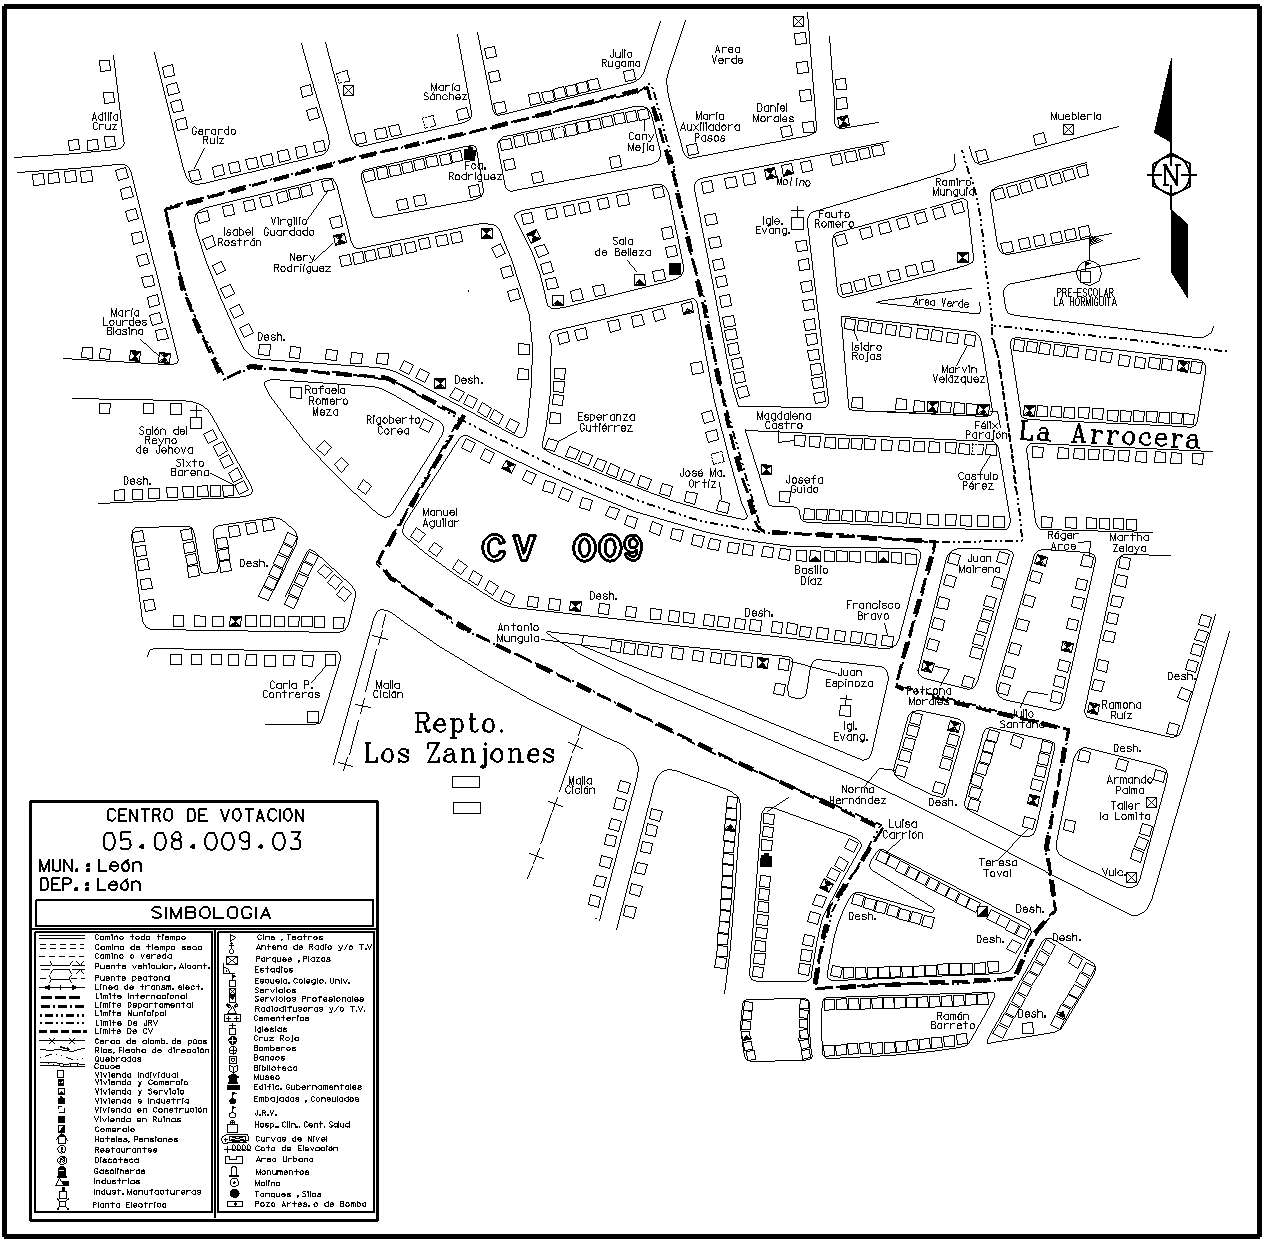 Julio
Rugama
Area
Verde
María
Sánchez
Adilia
Cruz
Gerardo
Ruiz
Cany
Mejía
María
Auxiliadora
Pasos
Daniel
Morales
Mueblería
Fco.
Rodríguez
Molino
Ramiro
Munguía
Virgilio
Guardado
Isabel
Rostrán
Nery
Rodriíguez
Sala
de Belleza
Igle.
Evang.
Fauto
Romero
N
PRE-ESCOLAR
LA HORMIGUITA
Area Verde
María
Lourdes
Blasina
Desh.
Isidro
Rojas
Marvin
Velázquez
Desh.
Rafaela
Romero
Meza
Rigoberto
Corea
Esperanza
Gutiérrez
Magdalena
Castro
Félix
Parajón
La Arrocera
Salón del
Reyno
de Jehova
Sixto
Barena
Desh.
José Ma.
Ortíz
Josefa
Guido
Castulo
Pérez
Manuel
Aguilar
CV 009
Róger
Arce
Martha
Zelaya
Desh.
Basilio
Díaz
Juan
Mairena
Desh.
Desh.
Francisco
Bravo
Antonio
Munguía
Carla P.
Contreras
Malla
Ciclón
Juan
Espinoza
Petrona
Morales
Desh.
Repto.
Los Zanjones
Igl.
Evang.
Julio
Santana
Ramona
Ruíz
Desh.
Malla
Ciclón
Norma
Hernández
Desh.
Armando
Palma
Taller
la Lomita
Luisa
Carrión
Teresa
Toval
Vulc.
Desh.
Desh.
Desh.
Desh.
Ramón
Barreto
Desh.
CENTRO DE VOTACION
05.08.009.03
MUN.: León
DEP.: León
SIMBOLOGIA
Camino todo tiempo
Camino de tiempo seco
Camino o vereda
Puente vehicular, Alcant.
Puente peatonal
Línea de transm. elect.
Límite Internacional
Límite Departamental
Límite Municipal
Límite De JRV
Límite De CV
Cerca de alamb. de púas
Ríos, Flecha de dirección
Quebradas
Cauce
Vivienda Individual
Vivienda y Comercio
Vivienda y Servicio
Vivienda e Industria
Vivienda en Construción
Vivienda en Ruinas
Comercio
Hoteles, Pensiones
Restaurantes
Discoteca
Gasolineras
Industrias
Indust. Manufactureras
Planta Electrica
Cine, Teatros
Antena de Radio y/o T.V
Parques, Plazas
Estadios
Escuela, Colegio, Univ.
Servicios
Servicios Profesionales
Radiodifusoras y/o T.V.
Cementerios
Iglesias
Cruz Roja
Bomberos
Bancos
Biblioteca
Museo
Edific. Gubernamentales
Embajadas, Consulados
J.R.V.
Hosp., Clin., Cent. Salud
Curvas de Nivel
Cota de Elevación
Area Urbana
Monumentos
Molino
Tanques, Silos
Pozo Artes. o de Bomba